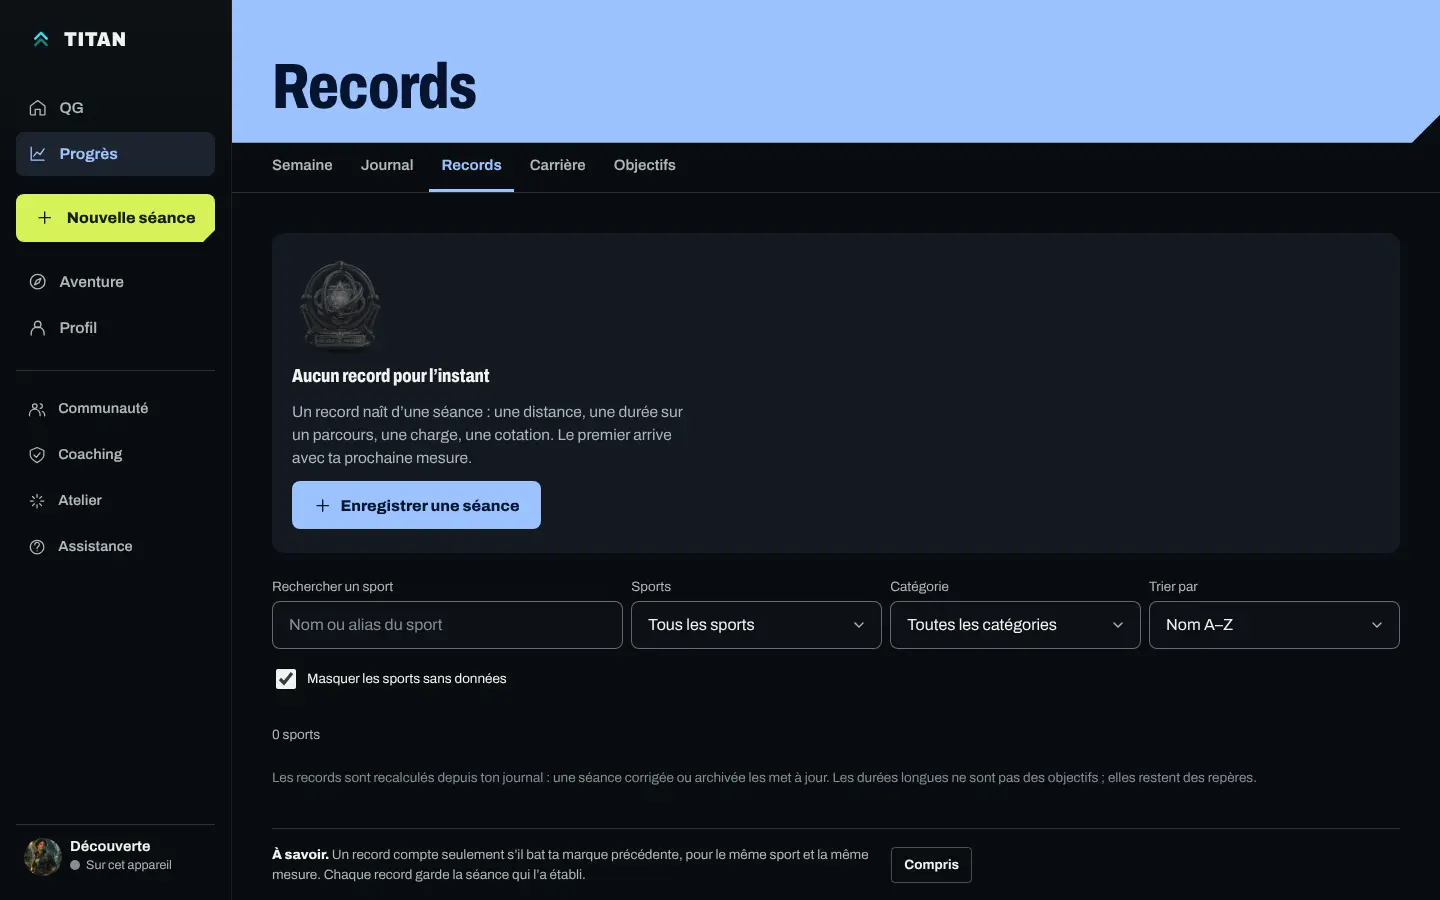 TITAN
QG
Progrès
Nouvelle séance
Aventure
Profil
Communauté
Coaching
Atelier
Assistance
Découverte
Sur cet appareil
Records
Semaine
Journal
Records
Carrière
Objectifs
Aucun record pour l’instant
Un record naît d’une séance : une distance, une durée sur
un parcours, une charge, une cotation. Le premier arrive
avec ta prochaine mesure.
Enregistrer une séance
Rechercher un sport
Nom ou alias du sport
Sports
Tous les sports
Catégorie
Toutes les catégories
Trier par
Nom A–Z
Masquer les sports sans données
0 sports
Les records sont recalculés depuis ton journal : une séance corrigée ou archivée les met à jour. Les durées longues ne sont pas des objectifs ; elles restent des repères.
À savoir. Un record compte seulement s’il bat ta marque précédente, pour le même sport et la même
mesure. Chaque record garde la séance qui l’a établi.
Compris